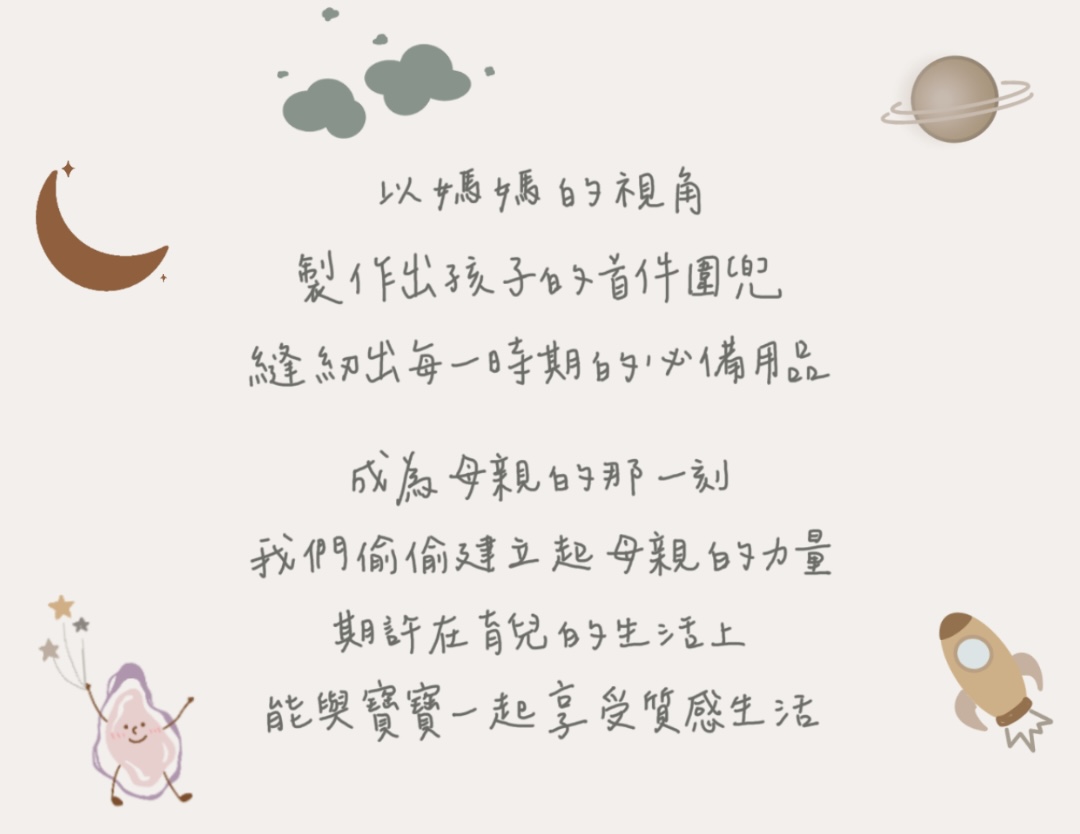 以媽媽的視角
製作出孩子的首件圍兜
縫紉出每一時期的必備用品
成為母親的那一刻
我們偷偷建立起母親的力量
期許在育兒的生活上
能與寶寶一起享受質感生活